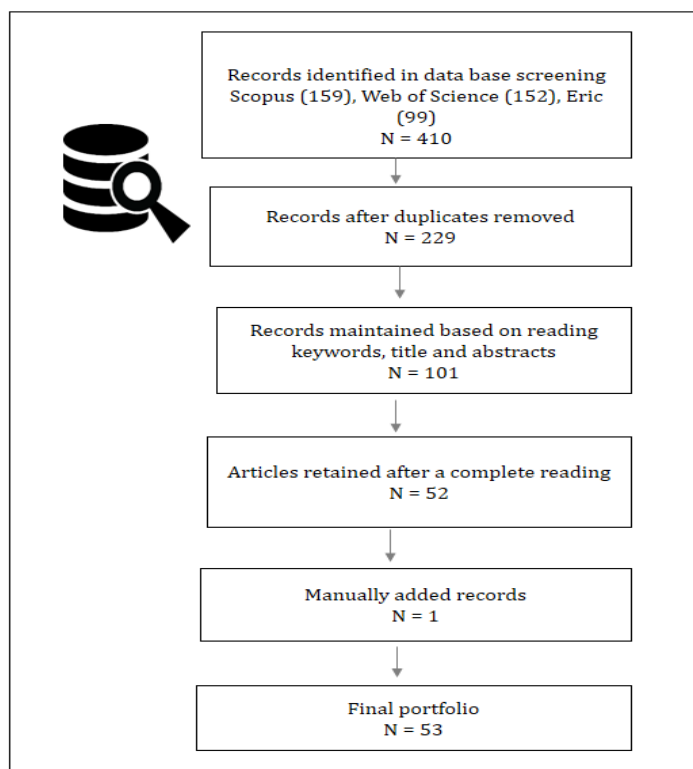 Records identified in data base screening
Scopus (159), Web of Science (152), Eric
(99)
N = 410
Records after duplicates removed
N = 229
Records maintained based on reading
keywords, title and abstracts
N = 101
Articles retained after a complete reading
N = 52
Manually added records
N = 1
Final portfolio
N = 53